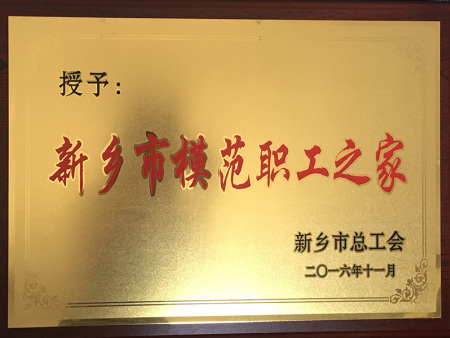 授予：
新乡市模范职工之家
新乡市总工会
二〇一六年十一月